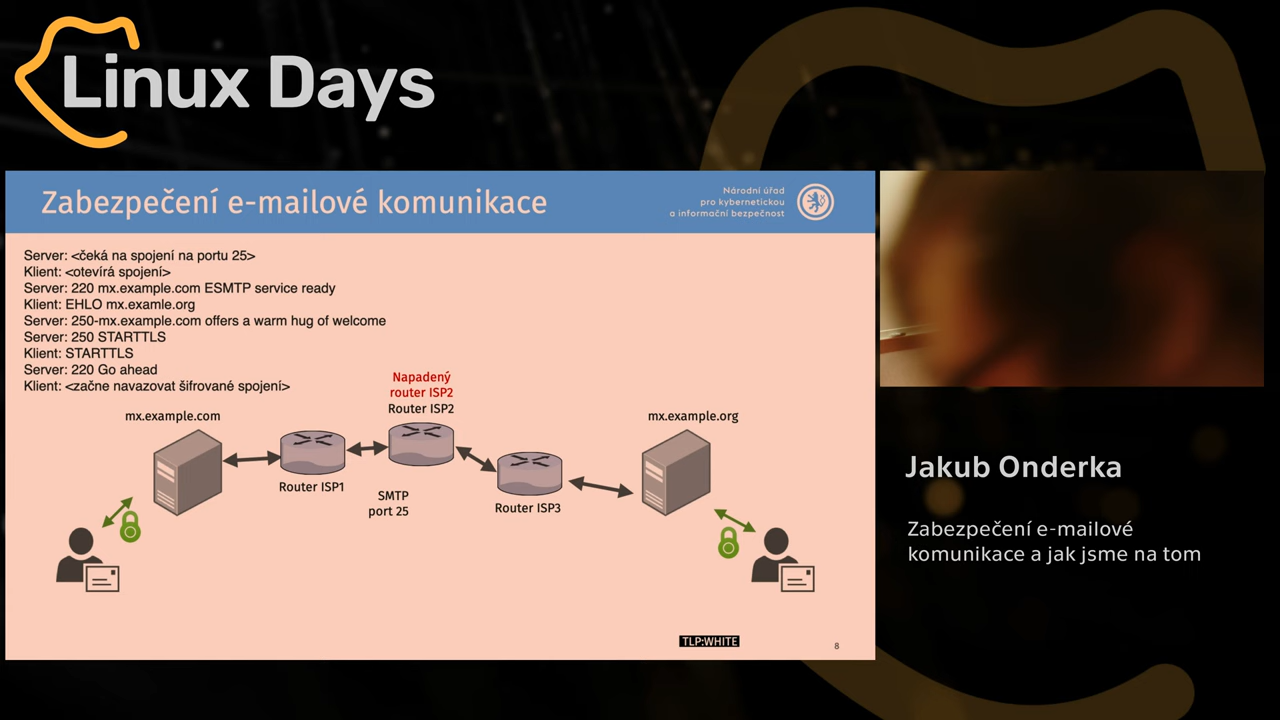 Linux Days
Zabezpečení e-mailové komunikace
Národní úřad
pro kybernetickou
a informační bezpečnost
Server: <čeká na spojení na portu 25>
Klient: <otevírá spojení>
Server: 220 mx.example.com ESMTP service ready
Klient: EHLO mx.examle.org
Server: 250-mx.example.com offers a warm hug of welcome
Server: 250 STARTTLS
Klient: STARTTLS
Server: 220 Go ahead
Klient: <začne navazovat šifrované spojení>
Napadený
router ISP2
Router ISP2
mx.example.com
mx.example.org
Router ISP1
SMTP
port 25
Router ISP3
TLP:WHITE
8
Jakub Onderka
Zabezpečení e-mailové
komunikace a jak jsme na tom